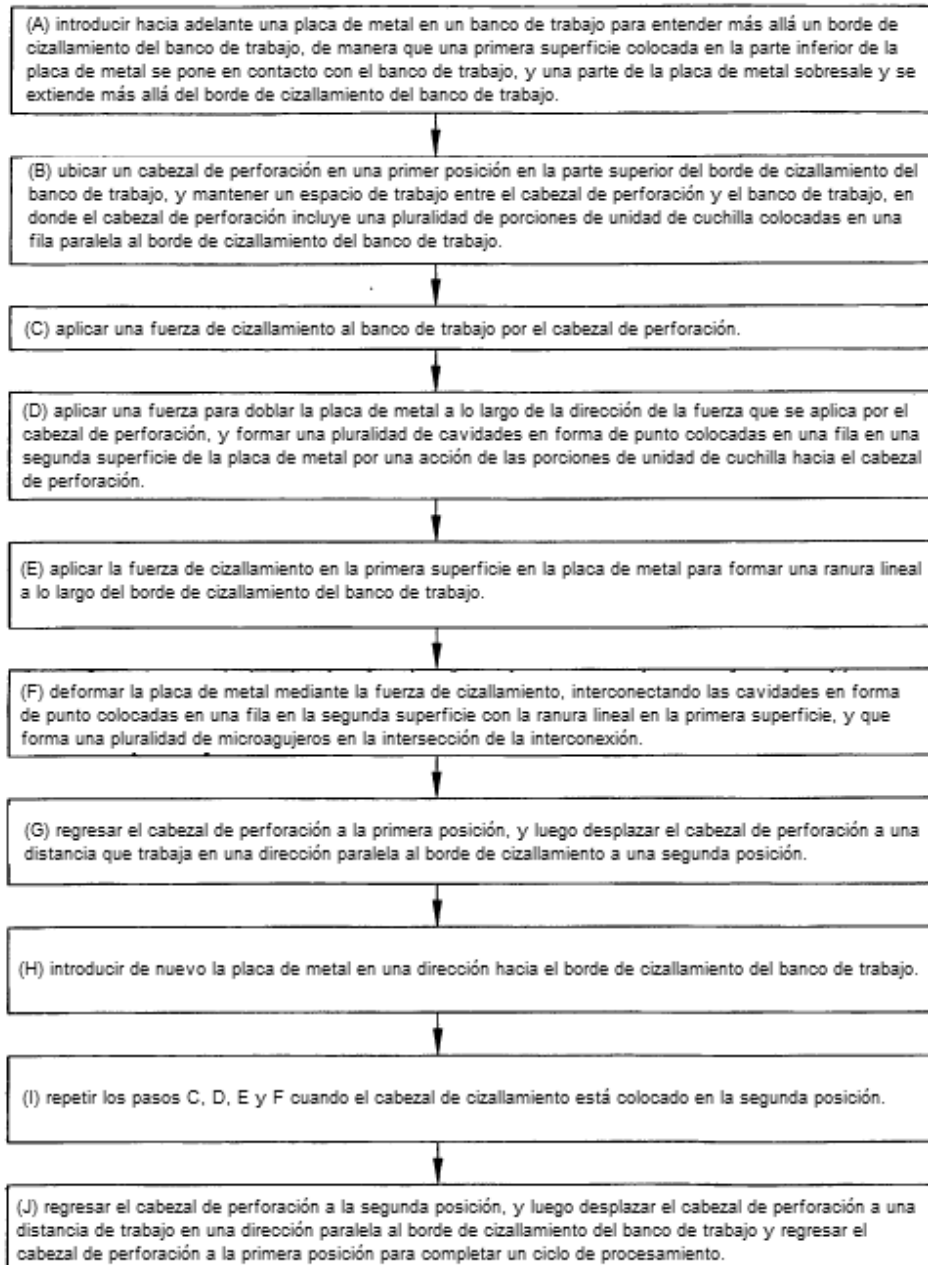 (A) introducir hacia adelante una placa de metal en un banco de trabajo para entender más allá un borde de
cizallamiento del banco de trabajo, de manera que una primera superficie colocada en la parte inferior de la
placa de metal se pone en contacto con el banco de trabajo, y una parte de la placa de metal sobresale y se
extiende más allá del borde de cizallamiento del banco de trabajo.
(B) ubicar un cabezal de perforación en una primer posición en la parte superior del borde de cizallamiento del
banco de trabajo, y mantener un espacio de trabajo entre el cabezal de perforación y el banco de trabajo, en
donde el cabezal de perforación incluye una pluralidad de porciones de unidad de cuchilla colocadas en una
fila paralela al borde de cizallamiento del banco de trabajo.
(C) aplicar una fuerza de cizallamiento al banco de trabajo por el cabezal de perforación.
(D) aplicar una fuerza para doblar la placa de metal a lo largo de la dirección de la fuerza que se aplica por el
cabezal de perforación, y formar una pluralidad de cavidades en forma de punto colocadas en una fila en una
segunda superficie de la placa de metal por una acción de las porciones de unidad de cuchilla hacia el cabezal
de perforación.
(E) aplicar la fuerza de cizallamiento en la primera superficie en la placa de metal para formar una ranura lineal
a lo largo del borde de cizallamiento del banco de trabajo.
(F) deformar la placa de metal mediante la fuerza de cizallamiento, interconectando las cavidades en forma
de punto colocadas en una fila en la segunda superficie con la ranura lineal en la primera superficie, y que
forma una pluralidad de microagujeros en la intersección de la interconexión.
(G) regresar el cabezal de perforación a la primera posición, y luego desplazar el cabezal de perforación a una
distancia que trabaja en una dirección paralela al borde de cizallamiento a una segunda posición.
(H) introducir de nuevo la placa de metal en una dirección hacia el borde de cizallamiento del banco de trabajo.
(I) repetir los pasos C, D, E y F cuando el cabezal de cizallamiento está colocado en la segunda posición.
(J) regresar el cabezal de perforación a la segunda posición, y luego desplazar el cabezal de perforación a una
distancia de trabajo en una dirección paralela al borde de cizallamiento del banco de trabajo y regresar el
cabezal de perforación a la primera posición para completar un ciclo de procesamiento.